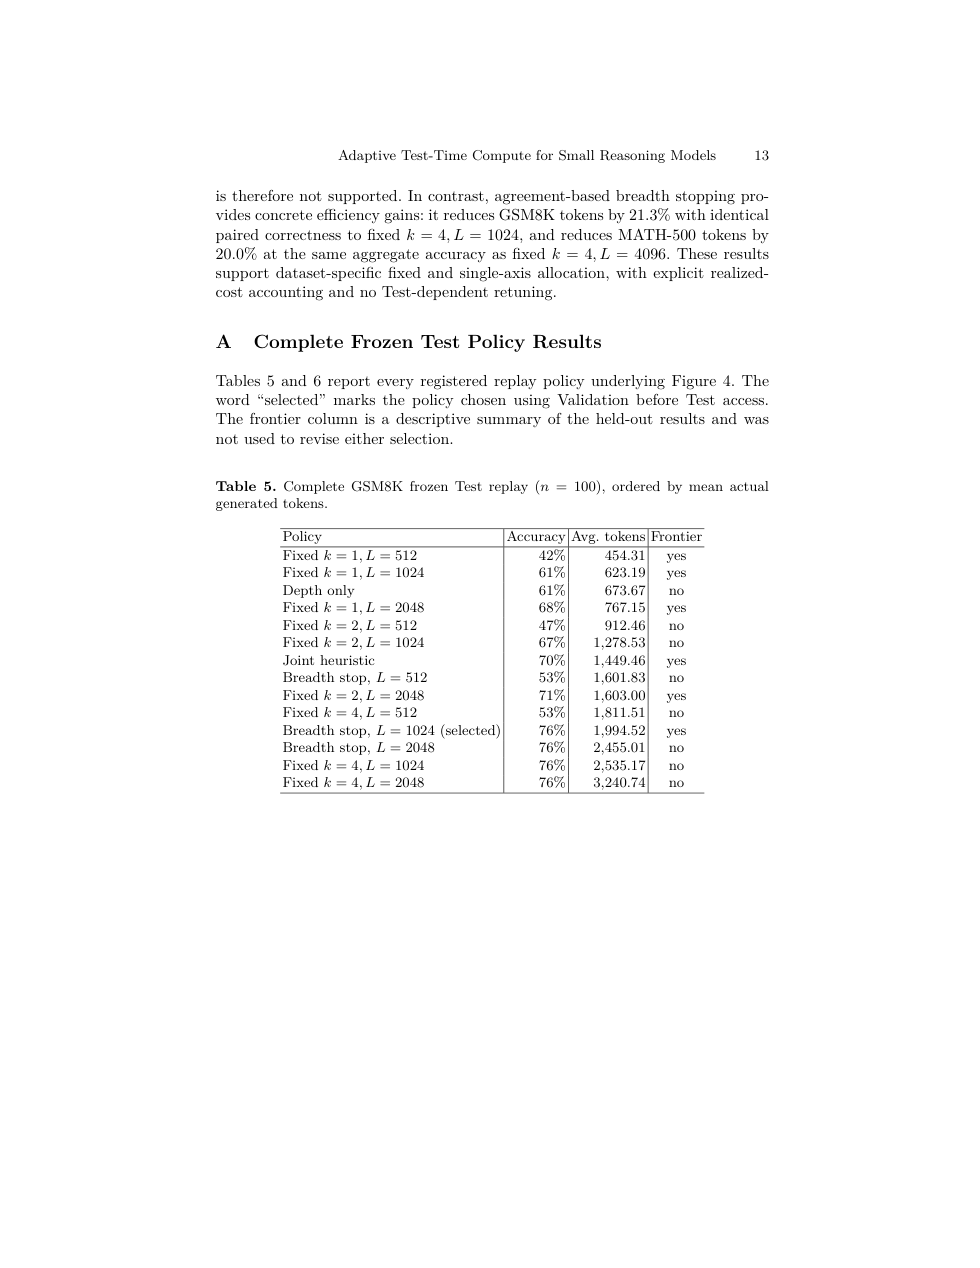 Adaptive Test-Time Compute for Small Reasoning Models 13
is therefore not supported. In contrast, agreement-based breadth stopping pro-
vides concrete efficiency gains: it reduces GSM8K tokens by 21.3% with identical
paired correctness to fixed k = 4, L = 1024, and reduces MATH-500 tokens by
20.0% at the same aggregate accuracy as fixed k = 4, L = 4096. These results
support dataset-specific fixed and single-axis allocation, with explicit realized-
cost accounting and no Test-dependent retuning.
A Complete Frozen Test Policy Results
Tables 5 and 6 report every registered replay policy underlying Figure 4. The
word “selected” marks the policy chosen using Validation before Test access.
The frontier column is a descriptive summary of the held-out results and was
not used to revise either selection.
Table 5. Complete GSM8K frozen Test replay (n = 100), ordered by mean actual
generated tokens.
Policy Accuracy Avg. tokens Frontier
Fixed k = 1, L = 512 42% 454.31 yes
Fixed k = 1, L = 1024 61% 623.19 yes
Depth only 61% 673.67 no
Fixed k = 1, L = 2048 68% 767.15 yes
Fixed k = 2, L = 512 47% 912.46 no
Fixed k = 2, L = 1024 67% 1,278.53 no
Joint heuristic 70% 1,449.46 yes
Breadth stop, L = 512 53% 1,601.83 no
Fixed k = 2, L = 2048 71% 1,603.00 yes
Fixed k = 4, L = 512 53% 1,811.51 no
Breadth stop, L = 1024 (selected) 76% 1,994.52 yes
Breadth stop, L = 2048 76% 2,455.01 no
Fixed k = 4, L = 1024 76% 2,535.17 no
Fixed k = 4, L = 2048 76% 3,240.74 no